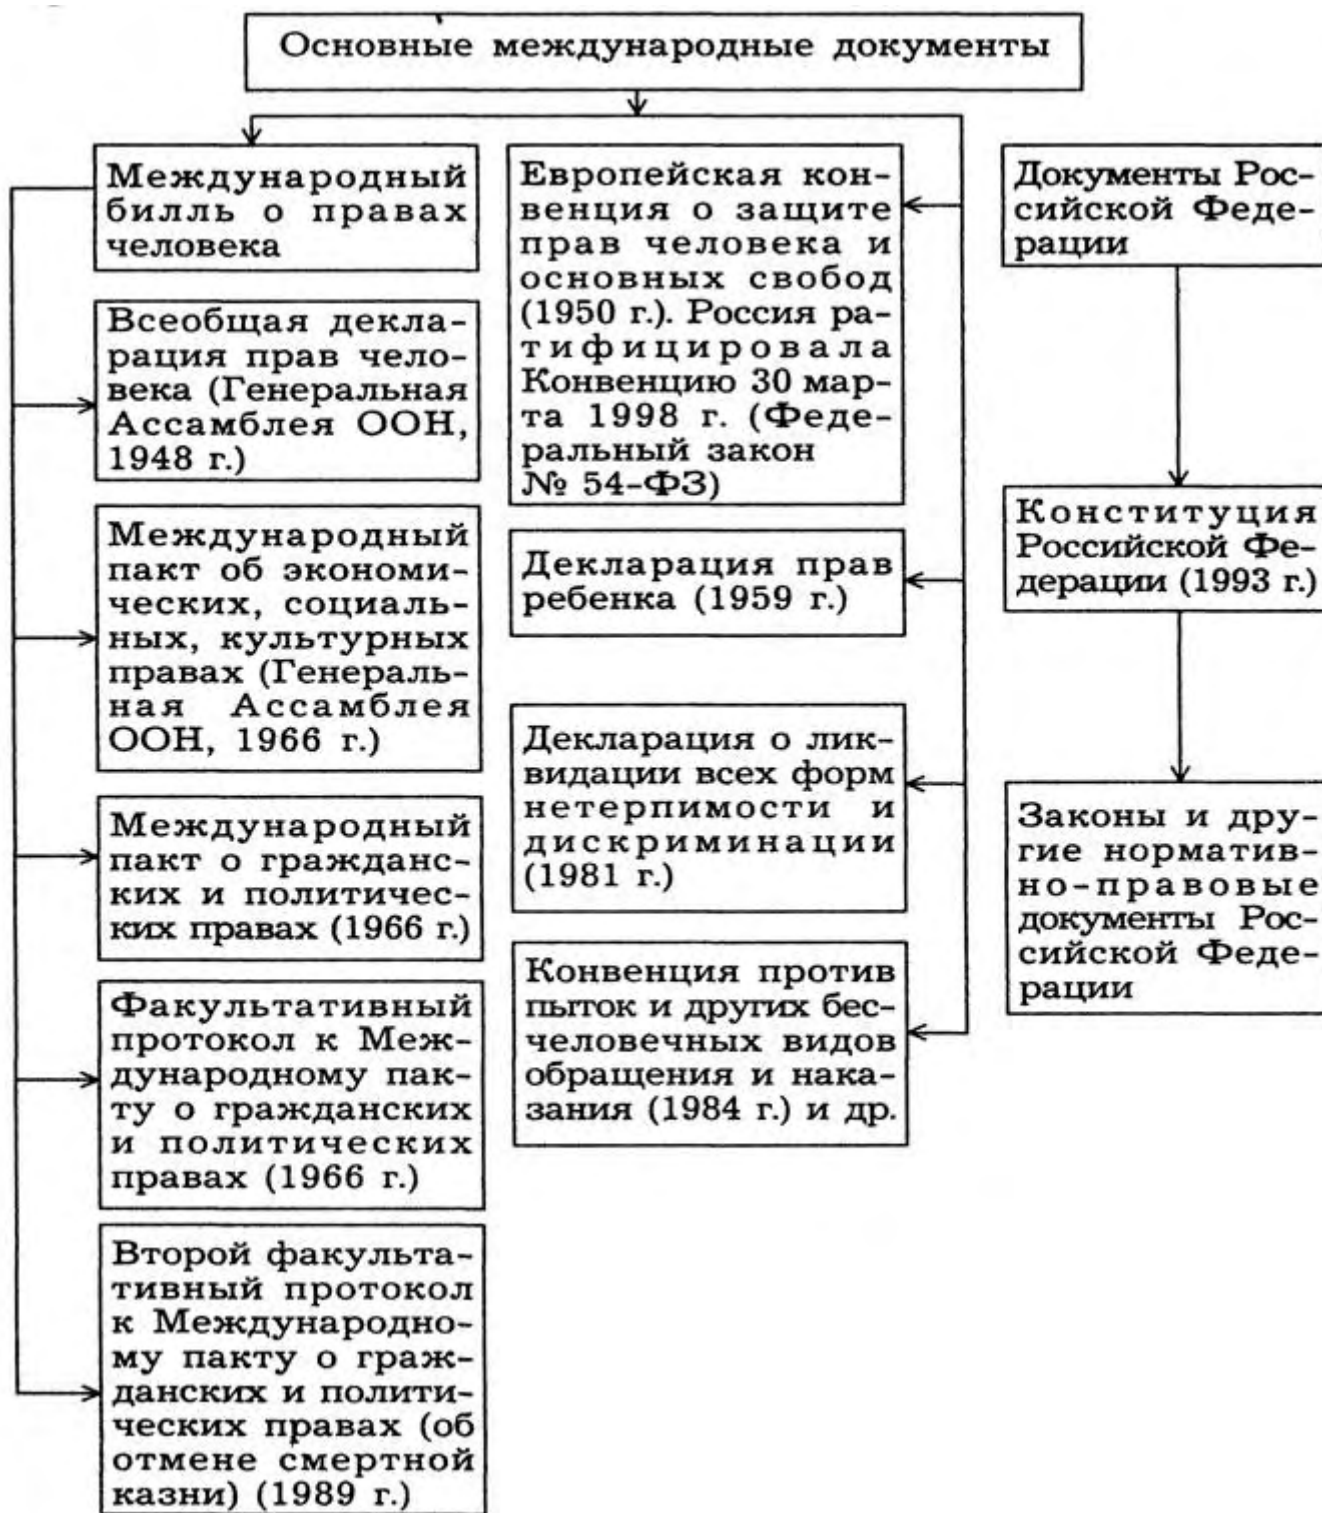 Основные международные документы
Международный
билль о правах
человека
Всеобщая декла-
рация прав чело-
века (Генеральная
Ассамблея ООН,
1948 г.)
Международный
пакт об экономи-
ческих, социаль-
ных, культурных
правах (Генераль-
ная Ассамблея
ООН, 1966 г.)
Международный
пакт о гражданс-
ких и политичес-
ких правах (1966 г.)
Факультативный
протокол к Меж-
дународному пак-
ту о гражданских
и политических
правах (1966 г.)
Второй факульта-
тивный протокол
к Международно-
му пакту о граж-
данских и полити-
ческих правах (об
отмене смертной
казни) (1989 г.)
Европейская кон-
венция о защите
прав человека и
основных свобод
(1950 г.). Россия ра-
тифицировала
Конвенцию 30 мар-
та 1998 г. (Феде-
ральный закон
№ 54-ФЗ)
Декларация прав
ребенка (1959 г.)
Декларация о лик-
видации всех форм
нетерпимости и
дискриминации
(1981 г.)
Конвенция против
пыток и других бес-
человечных видов
обращения и нака-
зания (1984 г.) и др.
Документы Рос-
сийской Феде-
рации
Конституция
Российской Фе-
дерации (1993 г.)
Законы и дру-
гие норматив-
но-правовые
документы Рос-
сийской Феде-
рации